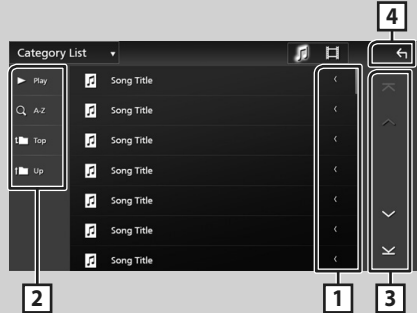 4
Category List
Play
Song Title
A-Z
Song Title
Top
Song Title
Up
Song Title
Song Title
Song Title
Song Title
2
1
3